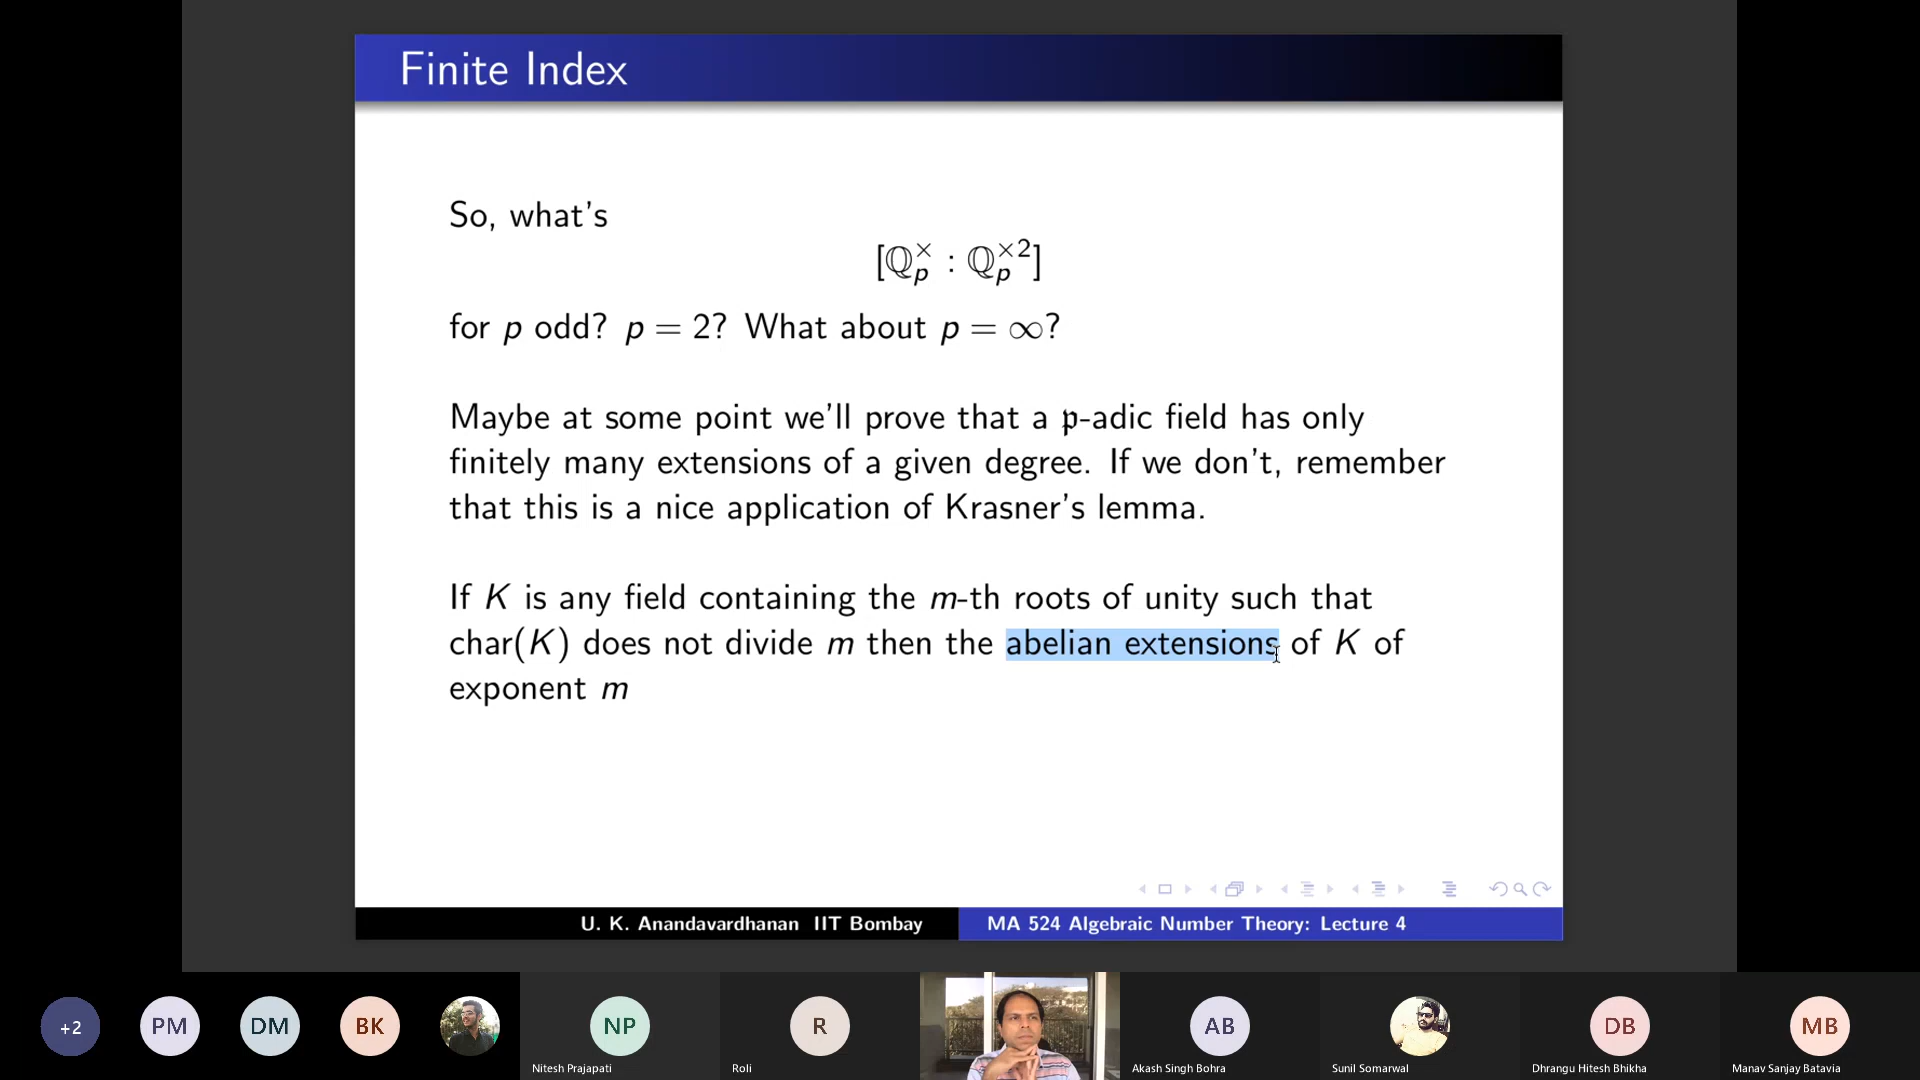 Finite Index
So, what's
[ℚₚ^× : ℚₚ^×2]
for p odd? p = 2? What about p = ∞?
Maybe at some point we'll prove that a 𝔭-adic field has only
finitely many extensions of a given degree. If we don't, remember
that this is a nice application of Krasner's lemma.
If K is any field containing the m-th roots of unity such that
char(K) does not divide m then the abelian extensions of K of
exponent m
U. K. Anandavardhanan IIT Bombay
MA 524 Algebraic Number Theory: Lecture 4
+2
PM
DM
BK
NP
R
AB
DB
MB
Nitesh Prajapati
Roli
Akash Singh Bohra
Sunil Somarwal
Dhrangu Hitesh Bhikha
Manav Sanjay Batavia